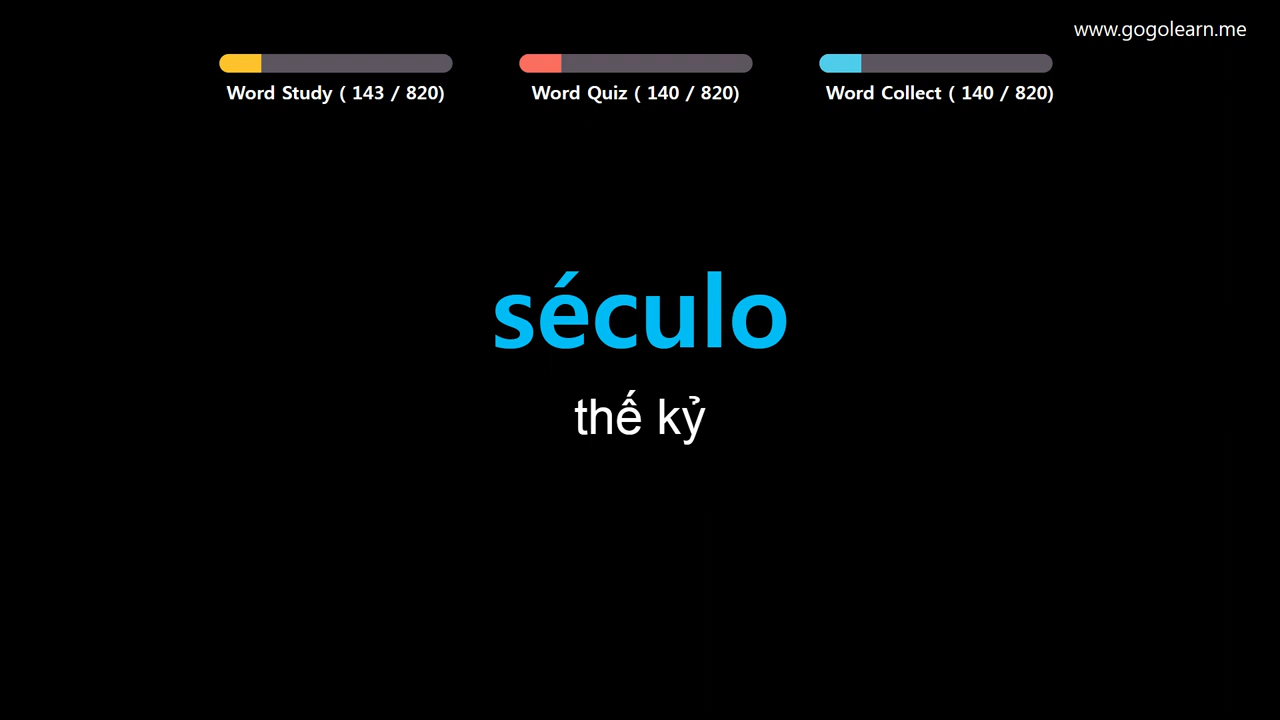 www.gogolearn.me
Word Study ( 143 / 820)
Word Quiz ( 140 / 820)
Word Collect ( 140 / 820)
século
thế kỷ